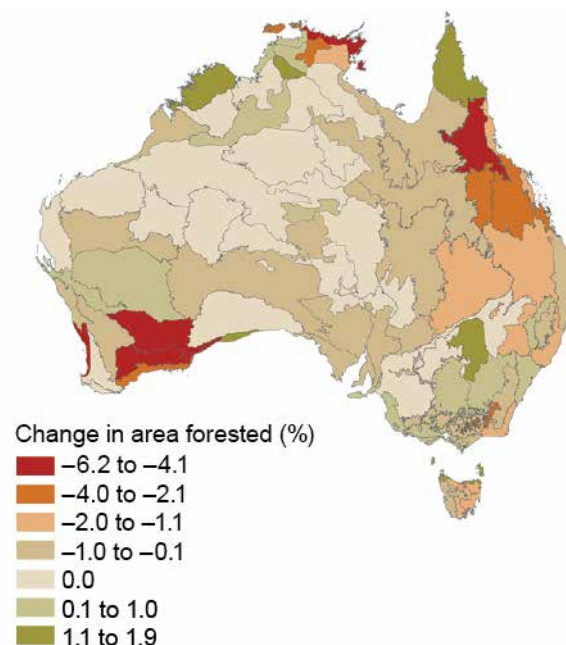 Change in area forested (%)
–6.2 to –4.1
–4.0 to –2.1
–2.0 to –1.1
–1.0 to –0.1
0.0
0.1 to 1.0
1.1 to 1.9